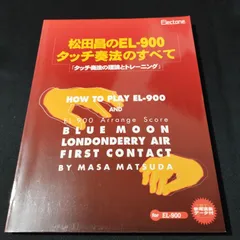 Electone
松田昌のEL-900
タッチ奏法のすべて
「タッチ奏法の理論とトレーニング」
HOW TO PLAY EL-900
AND
EL-900 Arrange Score
BLUE MOON
LONDONDERRY AIR
FIRST CONTACT
BY MASA MATSUDA
for EL-900